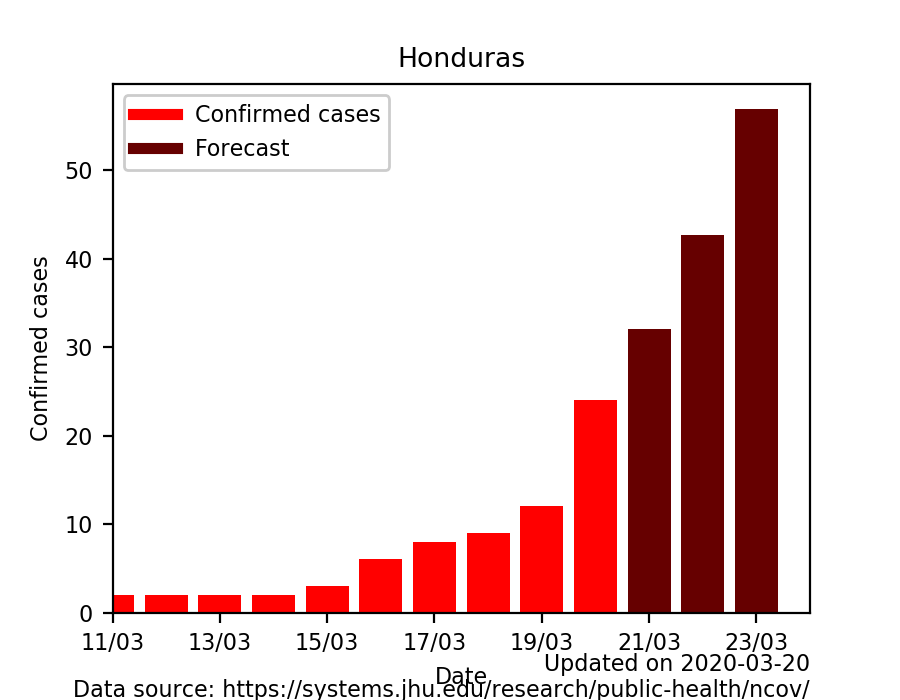 Honduras
Confirmed cases
Forecast
Confirmed cases
50
40
30
20
10
0
11/03 13/03 15/03 17/03 19/03 21/03 23/03
Updated on 2020-03-20
Date
Data source: https://systems.jhu.edu/research/public-health/ncov/